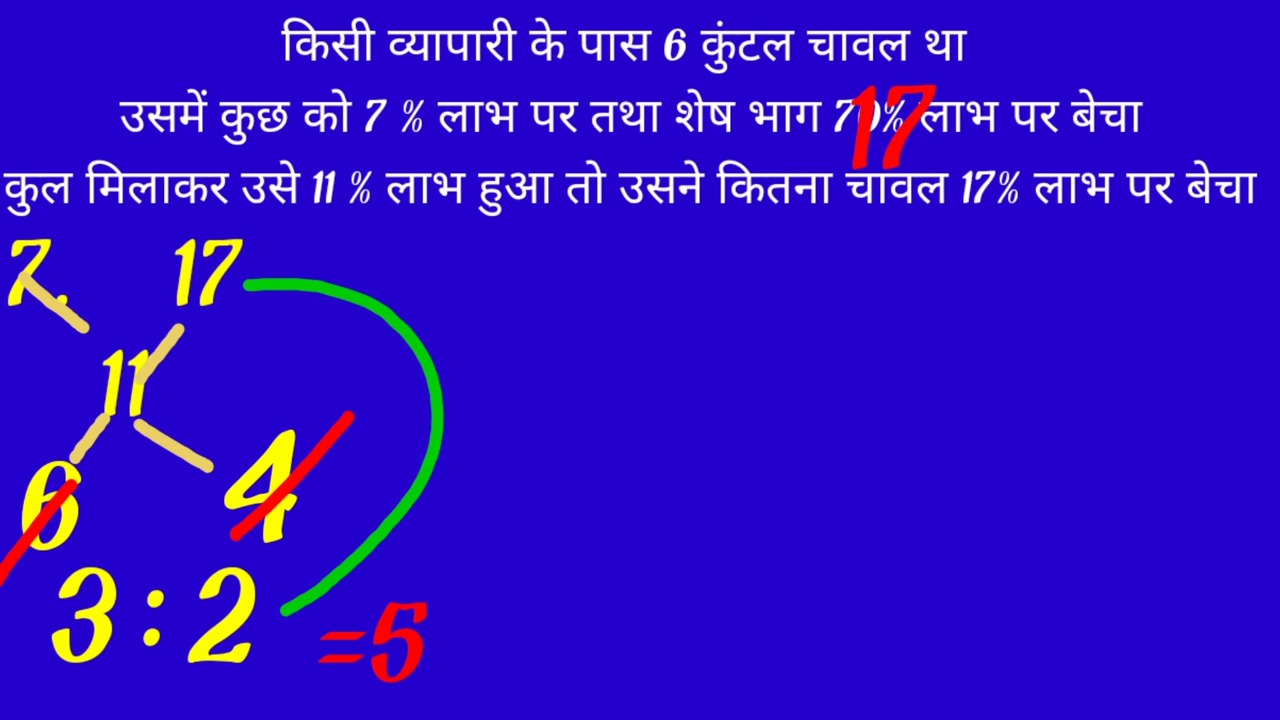 किसी व्यापारी के पास 6 कुंटल चावल था
उसमें कुछ को 7 % लाभ पर तथा शेष भाग 70% लाभ पर बेचा
17
कुल मिलाकर उसे 11 % लाभ हुआ तो उसने कितना चावल 17% लाभ पर बेचा
7. 17
11
6 4
3 : 2 =5